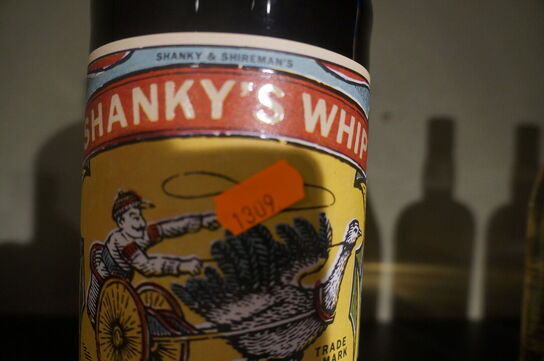 SHANKY & SHIREMAN'S
SHANKY'S WHIP
1309
TRADE
MARK